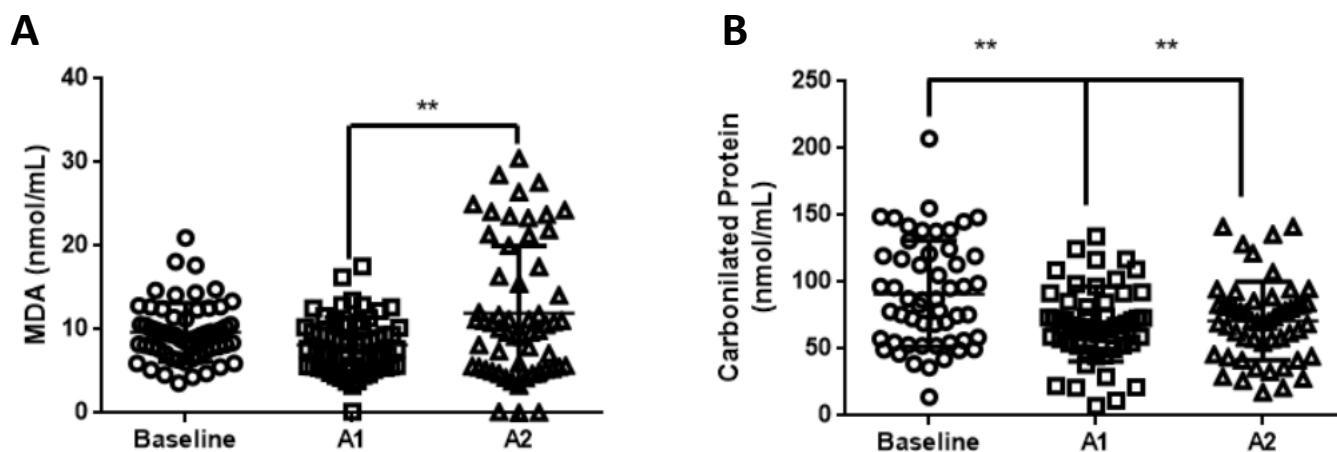 A
MDA (nmol/mL)
40
30
20
10
0
**
Baseline
A1
A2
B
Carbonilated Protein
(nmol/mL)
250
200
150
100
50
0
**
**
Baseline
A1
A2